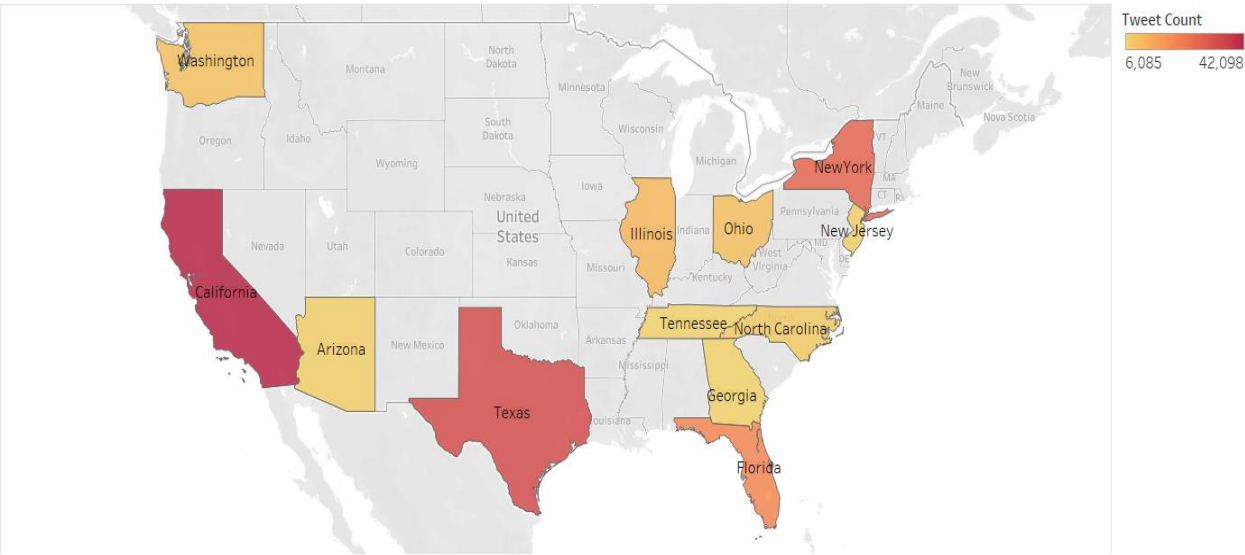 Tweet Count
6,085 42,098
Washington
Montana
North
Dakota
Minnesota
Oregon
Idaho
South
Dakota
Wisconsin
Michigan
Wyoming
Iowa
Nebraska
United
States
Nevada
Utah
Colorado
Kansas
Missouri
Illinois
Indiana
Ohio
Pennsylvania
NewYork
VT
MA
CT
RI
Maine
New
Brunswick
Nova Scotia
New Jersey
MD
DE
West
Virginia
Kentucky
California
Arizona
New Mexico
Oklahoma
Arkansas
Tennessee
North Carolina
Mississippi
Georgia
Texas
Louisiana
Florida